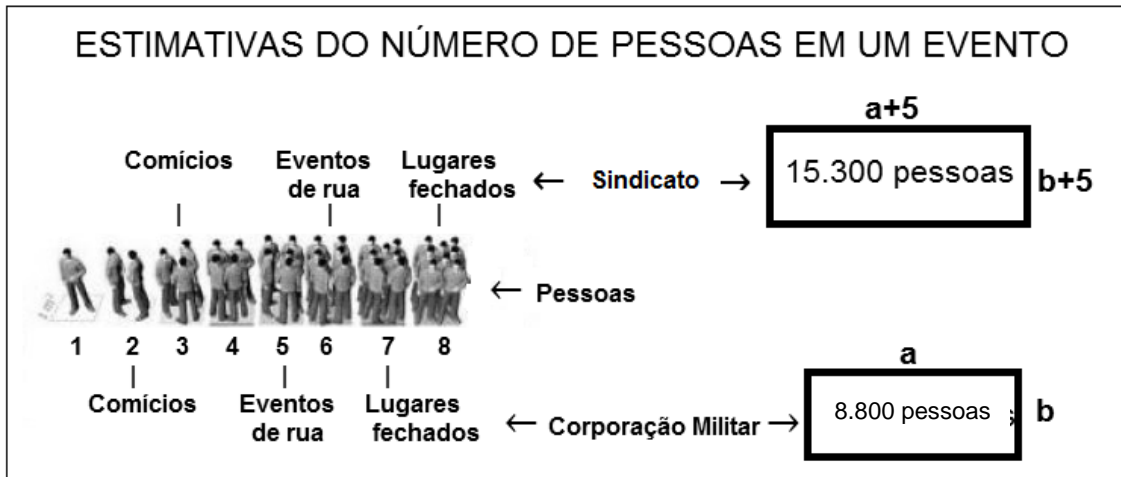 ESTIMATIVAS DO NÚMERO DE PESSOAS EM UM EVENTO
a+5
Comícios
Eventos
de rua
Lugares
fechados
← Sindicato →
15.300 pessoas
b+5
← Pessoas
1 2 3 4 5 6 7 8
Comícios
Eventos
de rua
Lugares
fechados
← Corporação Militar →
a
8.800 pessoas
b